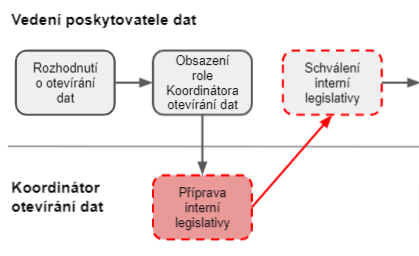 Vedení poskytovatele dat
Rozhodnutí
o otevírání
dat
Obsazení
role
Koordinátora
otevírání dat
Schválení
interní
legislativy
Koordinátor
otevírání dat
Příprava
interní
legislativy